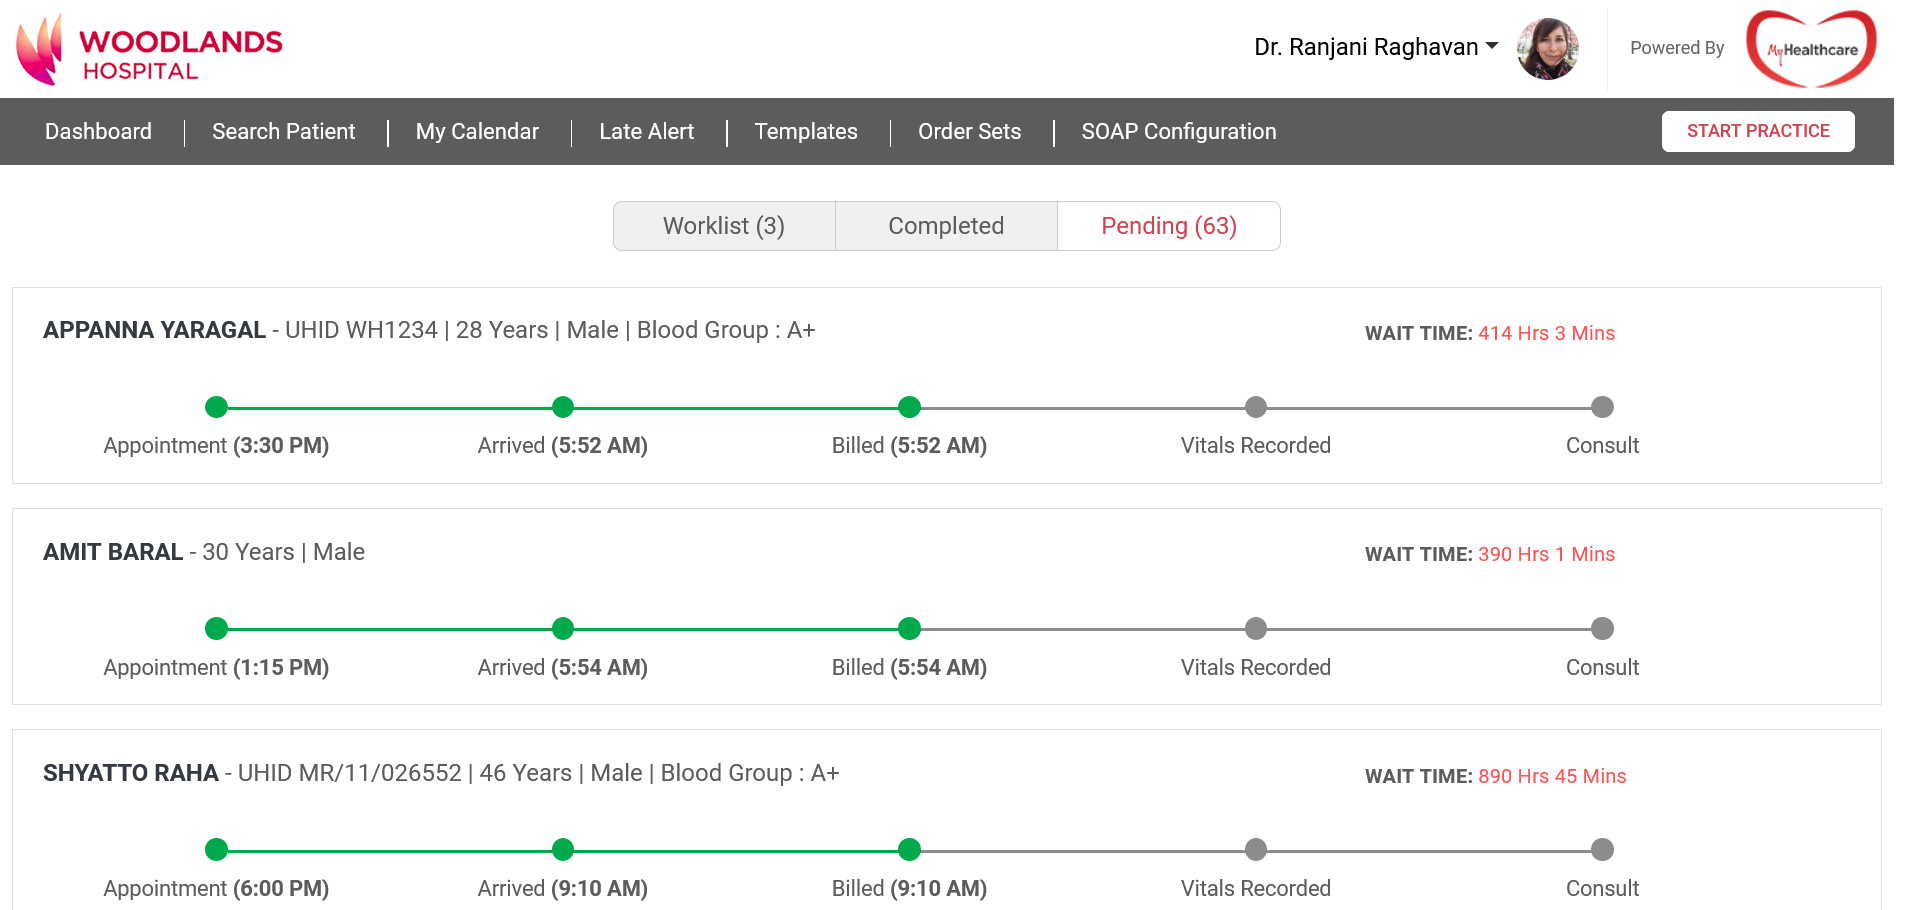 WOODLANDS
HOSPITAL
Dr. Ranjani Raghavan
Powered By
MyHealthcare
Dashboard
Search Patient
My Calendar
Late Alert
Templates
Order Sets
SOAP Configuration
START PRACTICE
Worklist (3)
Completed
Pending (63)
APPANNA YARAGAL - UHID WH1234 | 28 Years | Male | Blood Group : A+
WAIT TIME: 414 Hrs 3 Mins
Appointment (3:30 PM)
Arrived (5:52 AM)
Billed (5:52 AM)
Vitals Recorded
Consult
AMIT BARAL - 30 Years | Male
WAIT TIME: 390 Hrs 1 Mins
Appointment (1:15 PM)
Arrived (5:54 AM)
Billed (5:54 AM)
Vitals Recorded
Consult
SHYATTO RAHA - UHID MR/11/026552 | 46 Years | Male | Blood Group : A+
WAIT TIME: 890 Hrs 45 Mins
Appointment (6:00 PM)
Arrived (9:10 AM)
Billed (9:10 AM)
Vitals Recorded
Consult